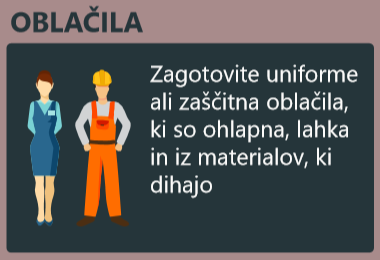 OBLAČILA
Zagotovite uniforme
ali zaščitna oblačila,
ki so ohlapna, lahka
in iz materialov, ki
dihajo